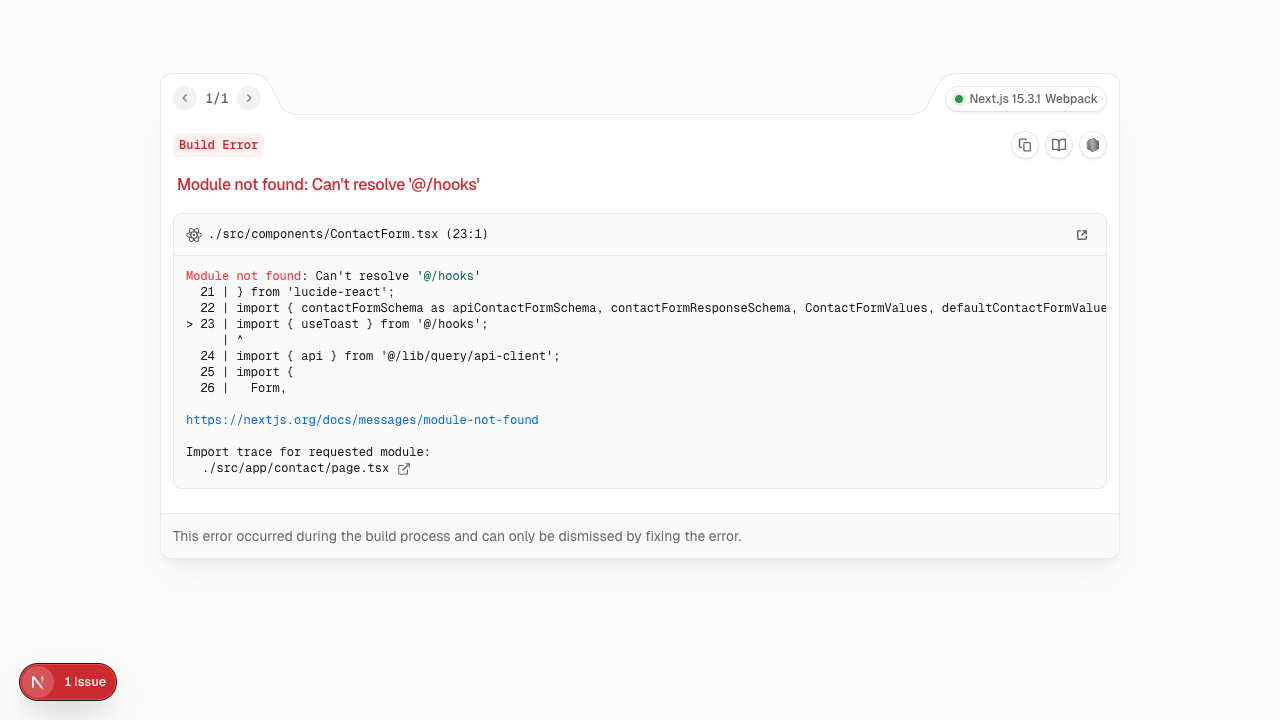 1/1
Next.js 15.3.1 Webpack
Build Error
Module not found: Can't resolve '@/hooks'
./src/components/ContactForm.tsx (23:1)
Module not found: Can't resolve '@/hooks'
21 | } from 'lucide-react';
22 | import { contactFormSchema as apiContactFormSchema, contactFormResponseSchema, ContactFormValues, defaultContactFormValue
> 23 | import { useToast } from '@/hooks';
| ^
24 | import { api } from '@/lib/query/api-client';
25 | import {
26 |   Form,
https://nextjs.org/docs/messages/module-not-found
Import trace for requested module:
./src/app/contact/page.tsx
This error occurred during the build process and can only be dismissed by fixing the error.
N 1 Issue